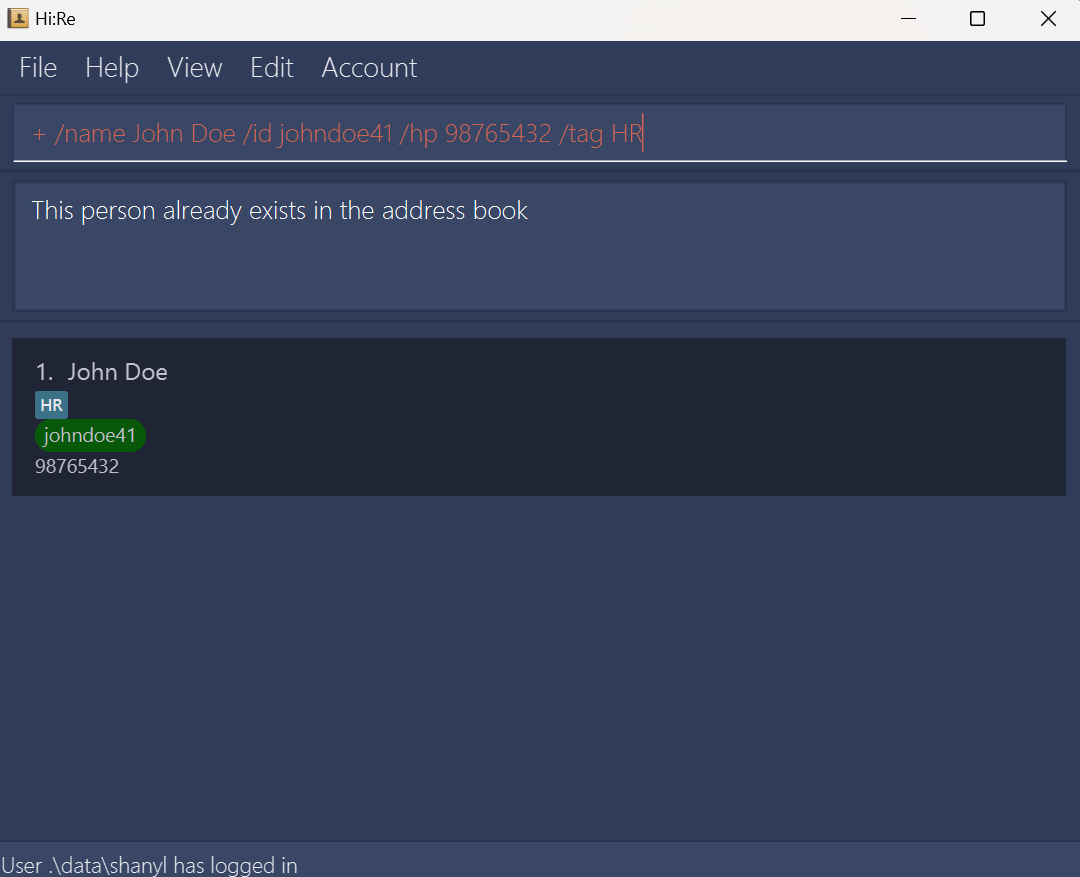 Hi:Re
File Help View Edit Account
+ /name John Doe /id johndoe41 /hp 98765432 /tag HR
This person already exists in the address book
1. John Doe
HR
johndoe41
98765432
User .\data\shanyl has logged in